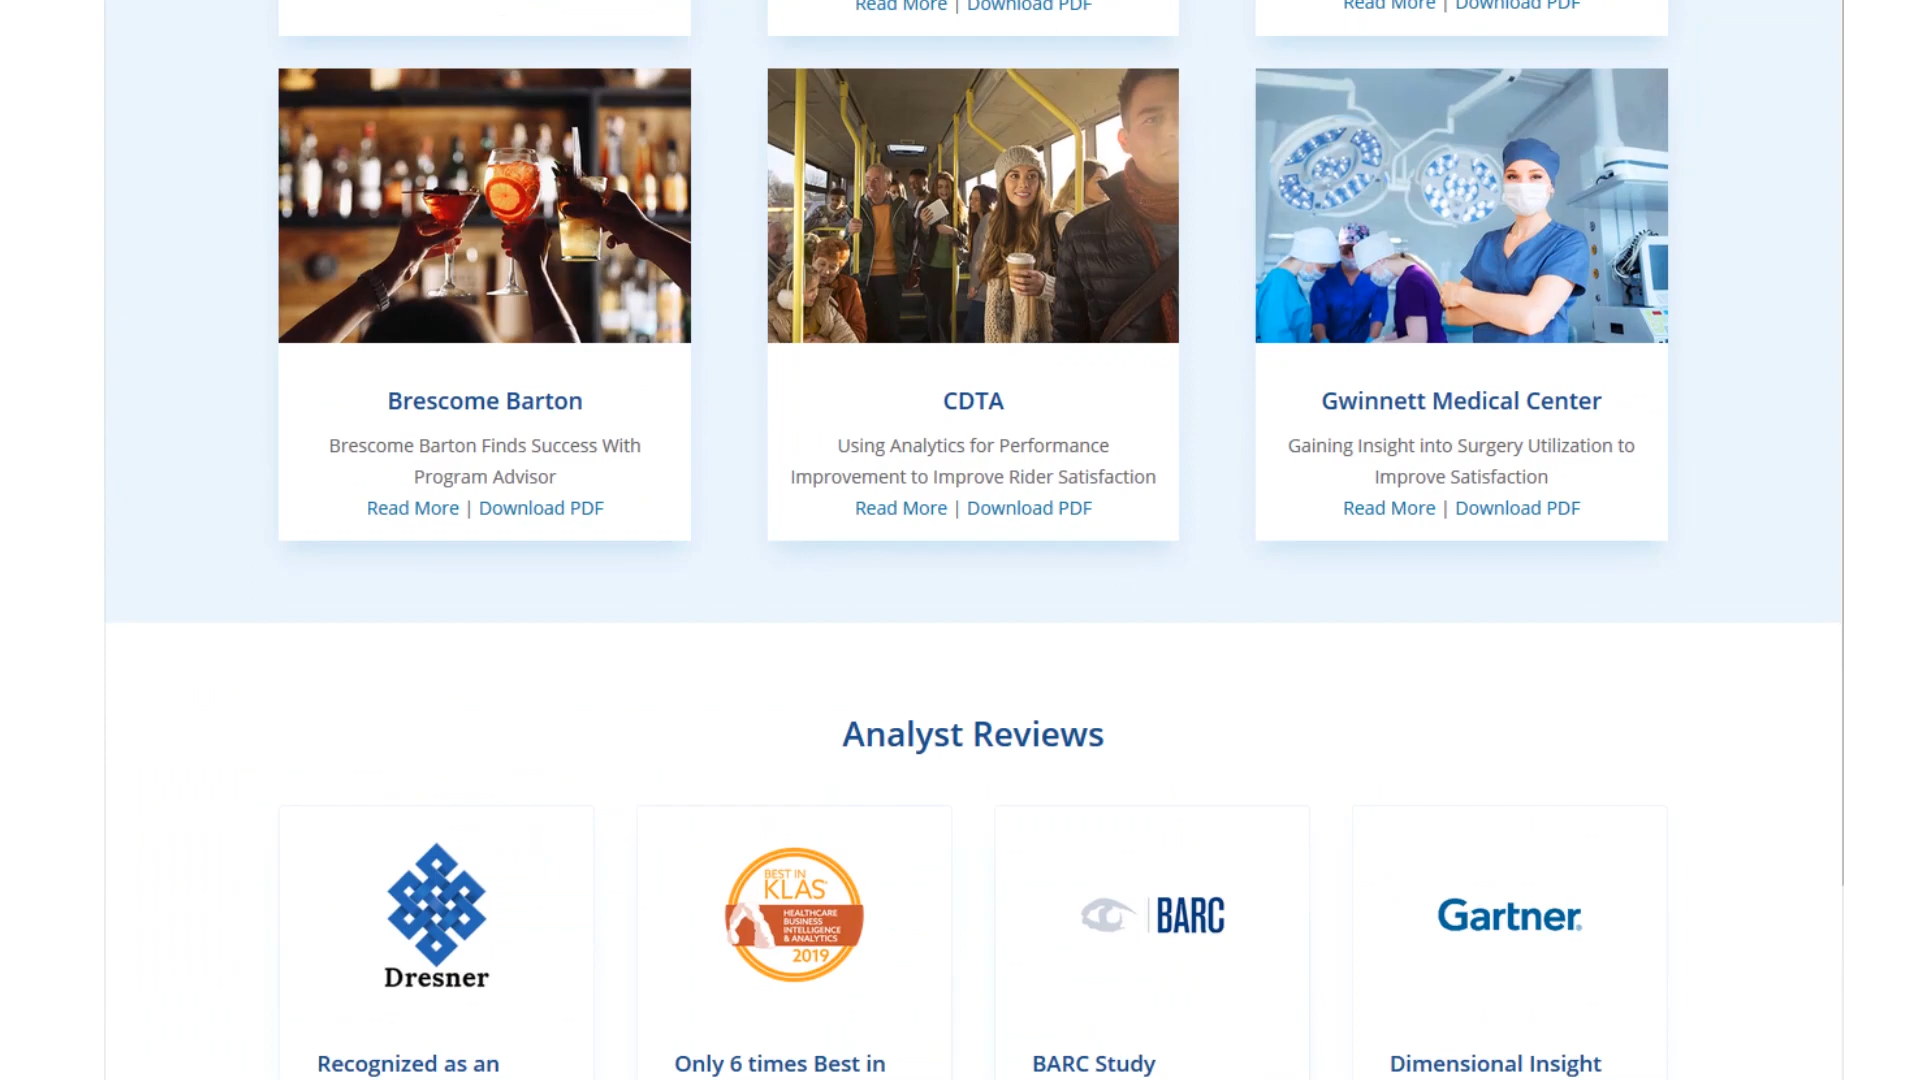 Read More | Download PDF
Read More | Download PDF
Brescome Barton
Brescome Barton Finds Success With
Program Advisor
Read More | Download PDF
CDTA
Using Analytics for Performance
Improvement to Improve Rider Satisfaction
Read More | Download PDF
Gwinnett Medical Center
Gaining Insight into Surgery Utilization to
Improve Satisfaction
Read More | Download PDF
Analyst Reviews
Dresner
BEST IN
KLAS
HEALTHCARE
BUSINESS
INTELLIGENCE
& ANALYTICS
2019
BARC
Gartner
Recognized as an
Only 6 times Best in
BARC Study
Dimensional Insight